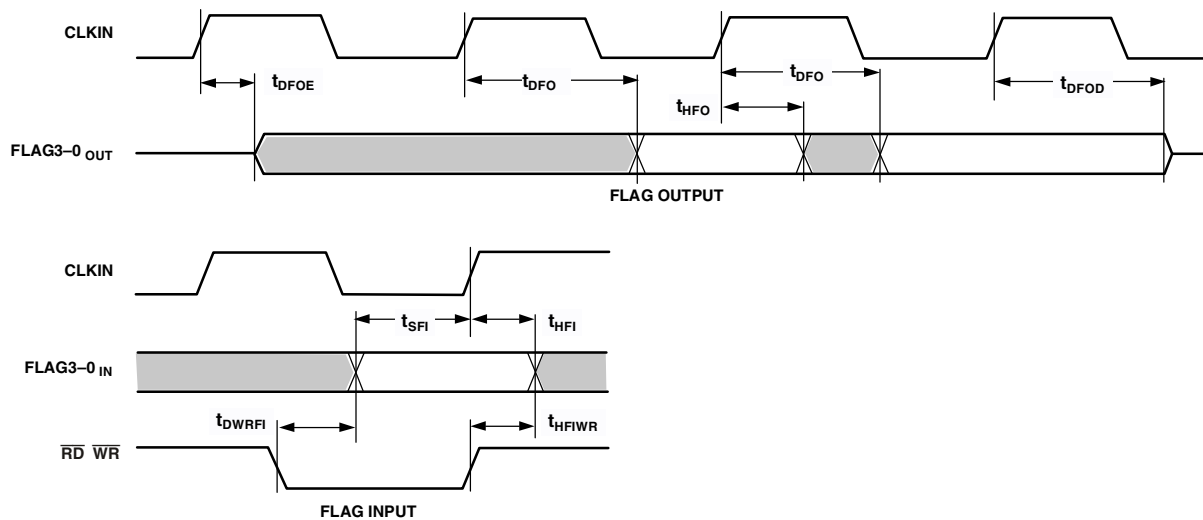 CLKIN
tDFOE
tDFO
tDFO
tHFO
tDFOD
FLAG3–0 OUT
FLAG OUTPUT
CLKIN
tSFI
tHFI
FLAG3–0 IN
tDWRFI
tHFIWR
RD WR
FLAG INPUT